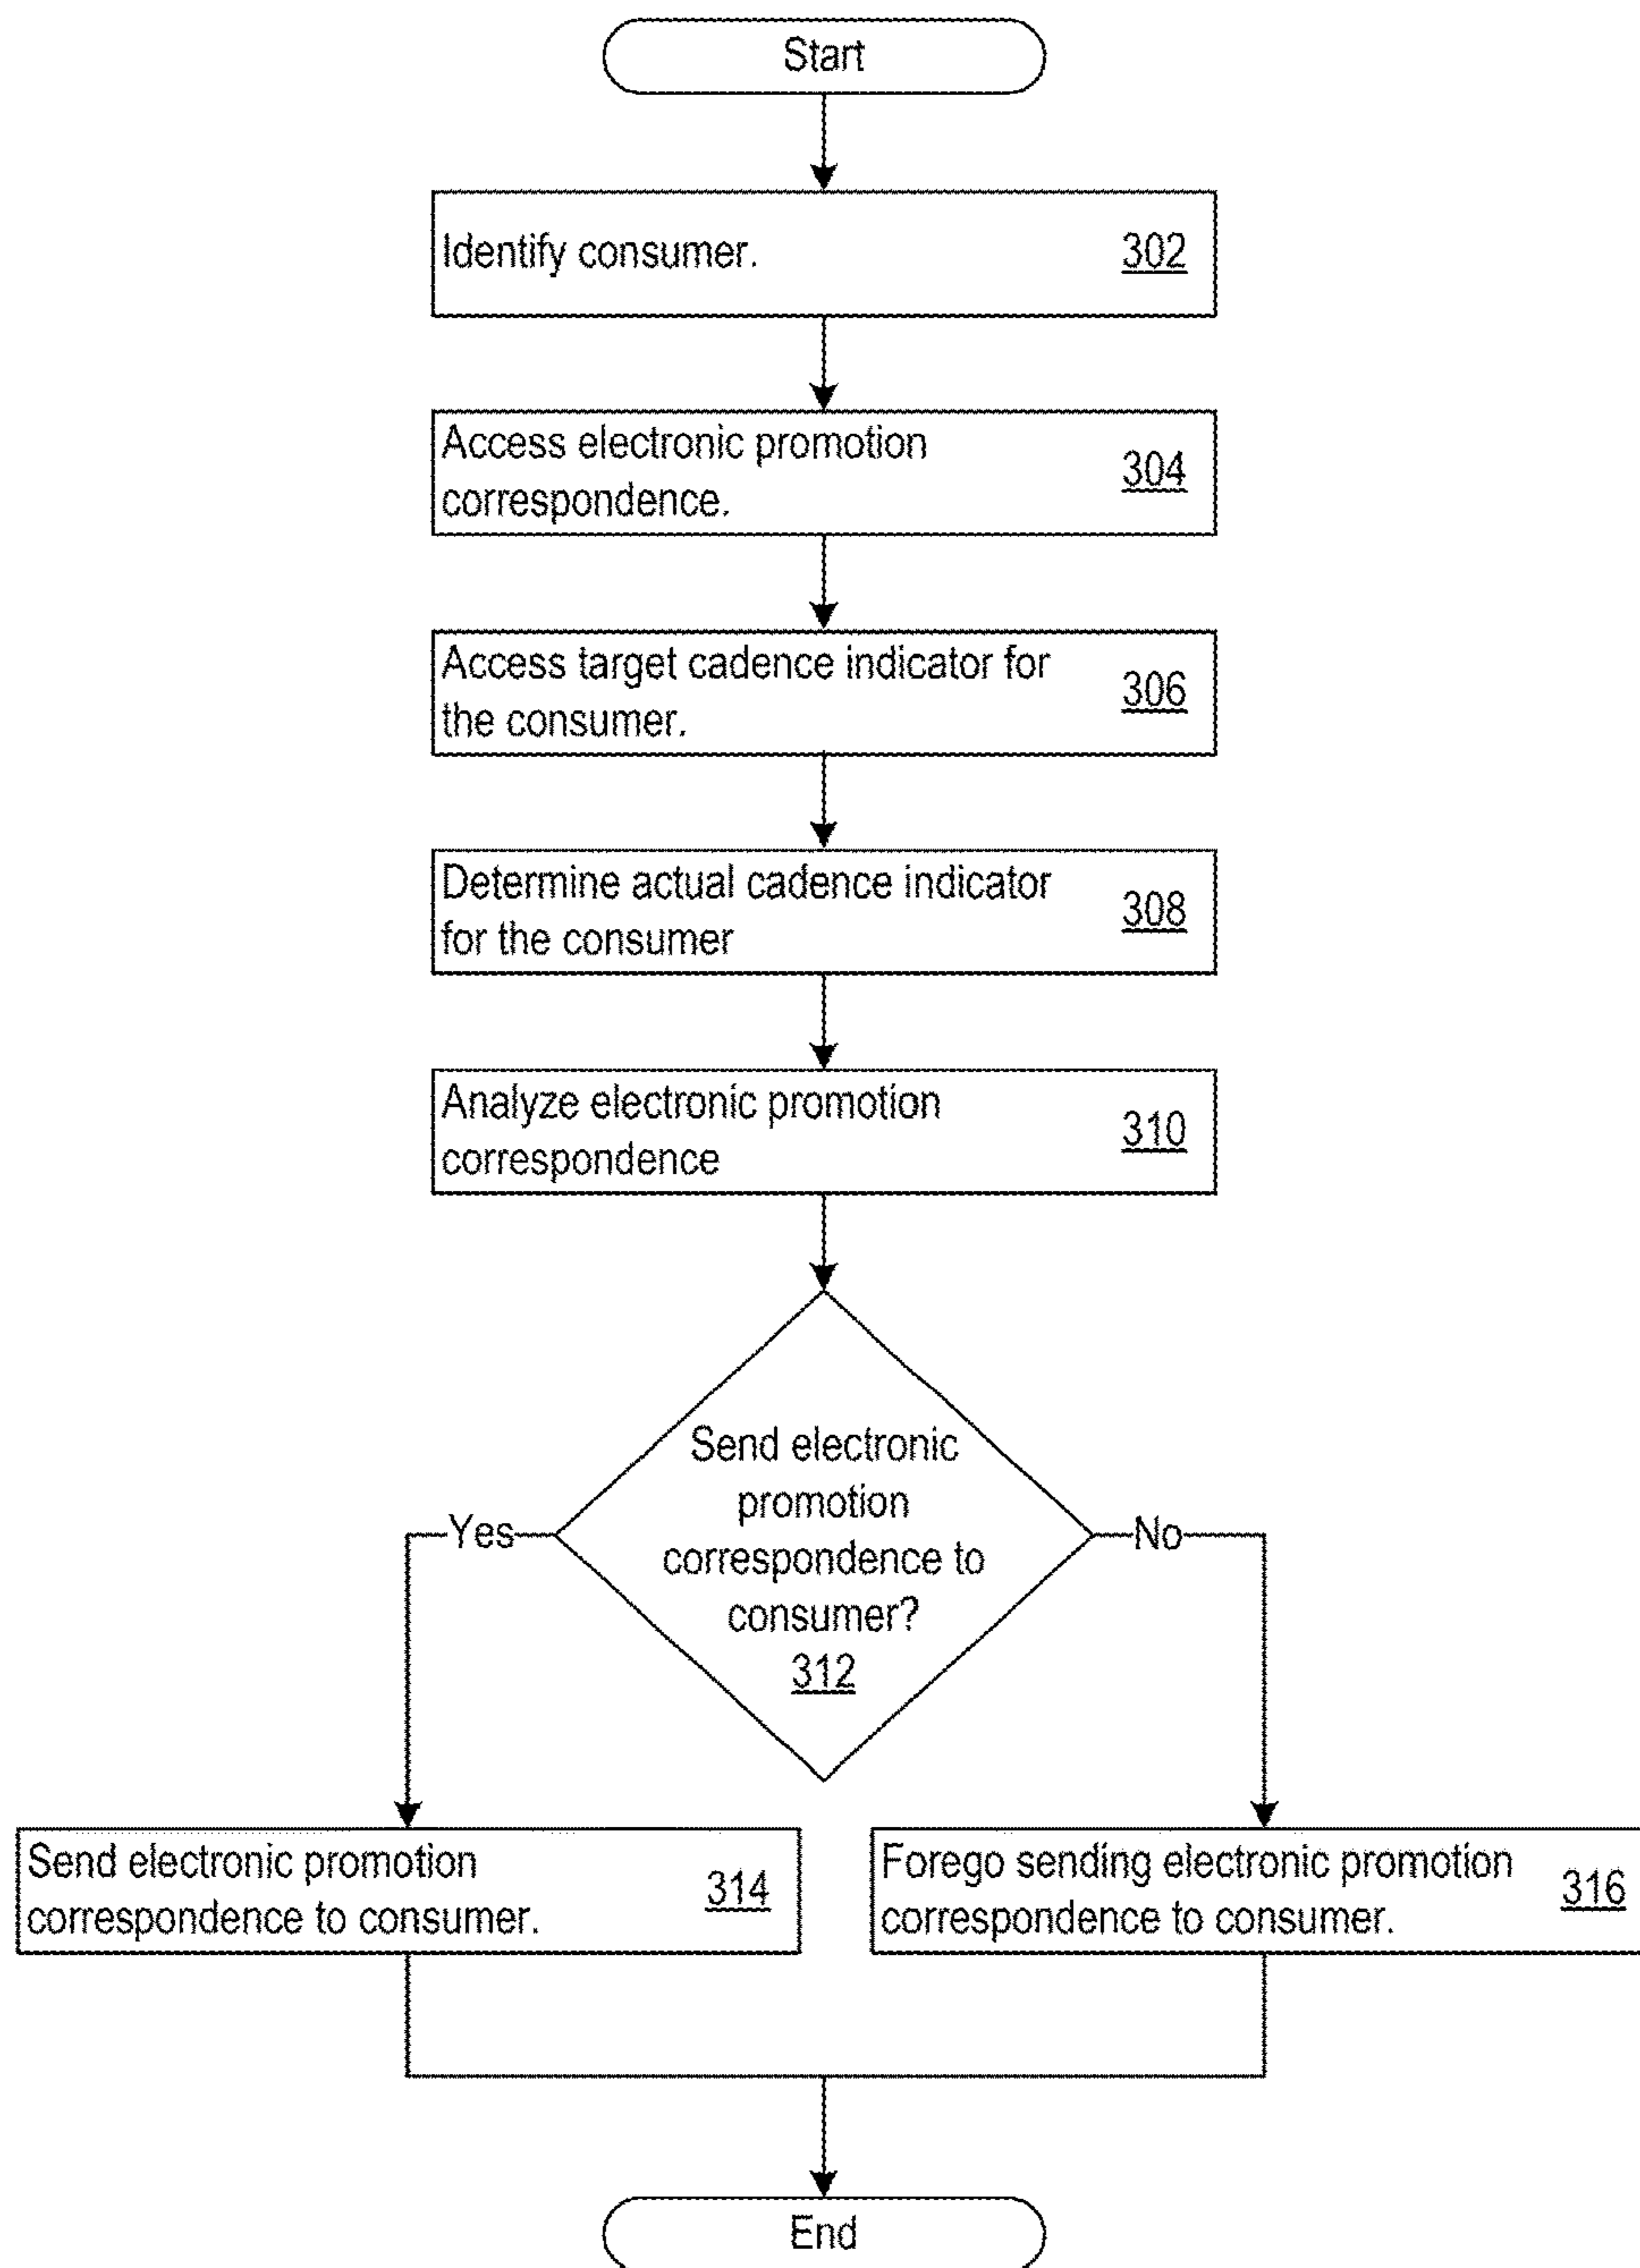 Start
Identify consumer. 302
Access electronic promotion
correspondence. 304
Access target cadence indicator for
the consumer. 306
Determine actual cadence indicator
for the consumer 308
Analyze electronic promotion
correspondence 310
Send electronic
promotion
correspondence to
consumer?
312
Yes
No
Send electronic promotion
correspondence to consumer. 314
Forego sending electronic promotion
correspondence to consumer. 316
End